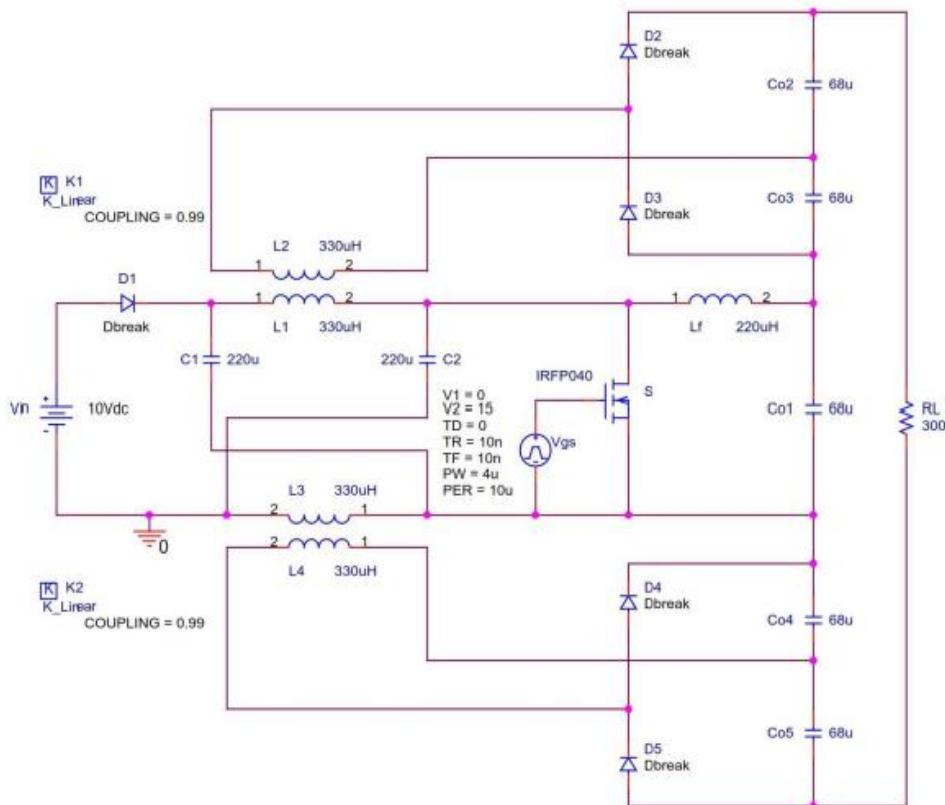 D2
Dbreak
Co2 68u
K K1
K_Linear
COUPLING = 0.99
D3
Dbreak
Co3 68u
L2 330uH
1 2
D1
Dbreak
1 2
L1 330uH
1 2
Lf 220uH
C1 220u
220u C2
IRFP040
S
Vin 10Vdc
+
-
V1 = 0
V2 = 15
TD = 0
TR = 10n
TF = 10n
PW = 4u
PER = 10u
Vgs
Co1 68u
RL
300
L3 330uH
2 1
0
2 1
L4 330uH
K K2
K_Linear
COUPLING = 0.99
D4
Dbreak
Co4 68u
D5
Dbreak
Co5 68u